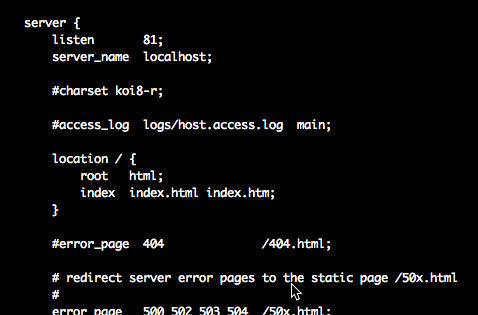 server {
    listen       81;
    server_name  localhost;
    #charset koi8-r;
    #access_log  logs/host.access.log  main;
    location / {
        root   html;
        index  index.html index.htm;
    }
    #error_page  404              /404.html;
    # redirect server error pages to the static page /50x.html
    #
    error_page   500 502 503 504  /50x.html;